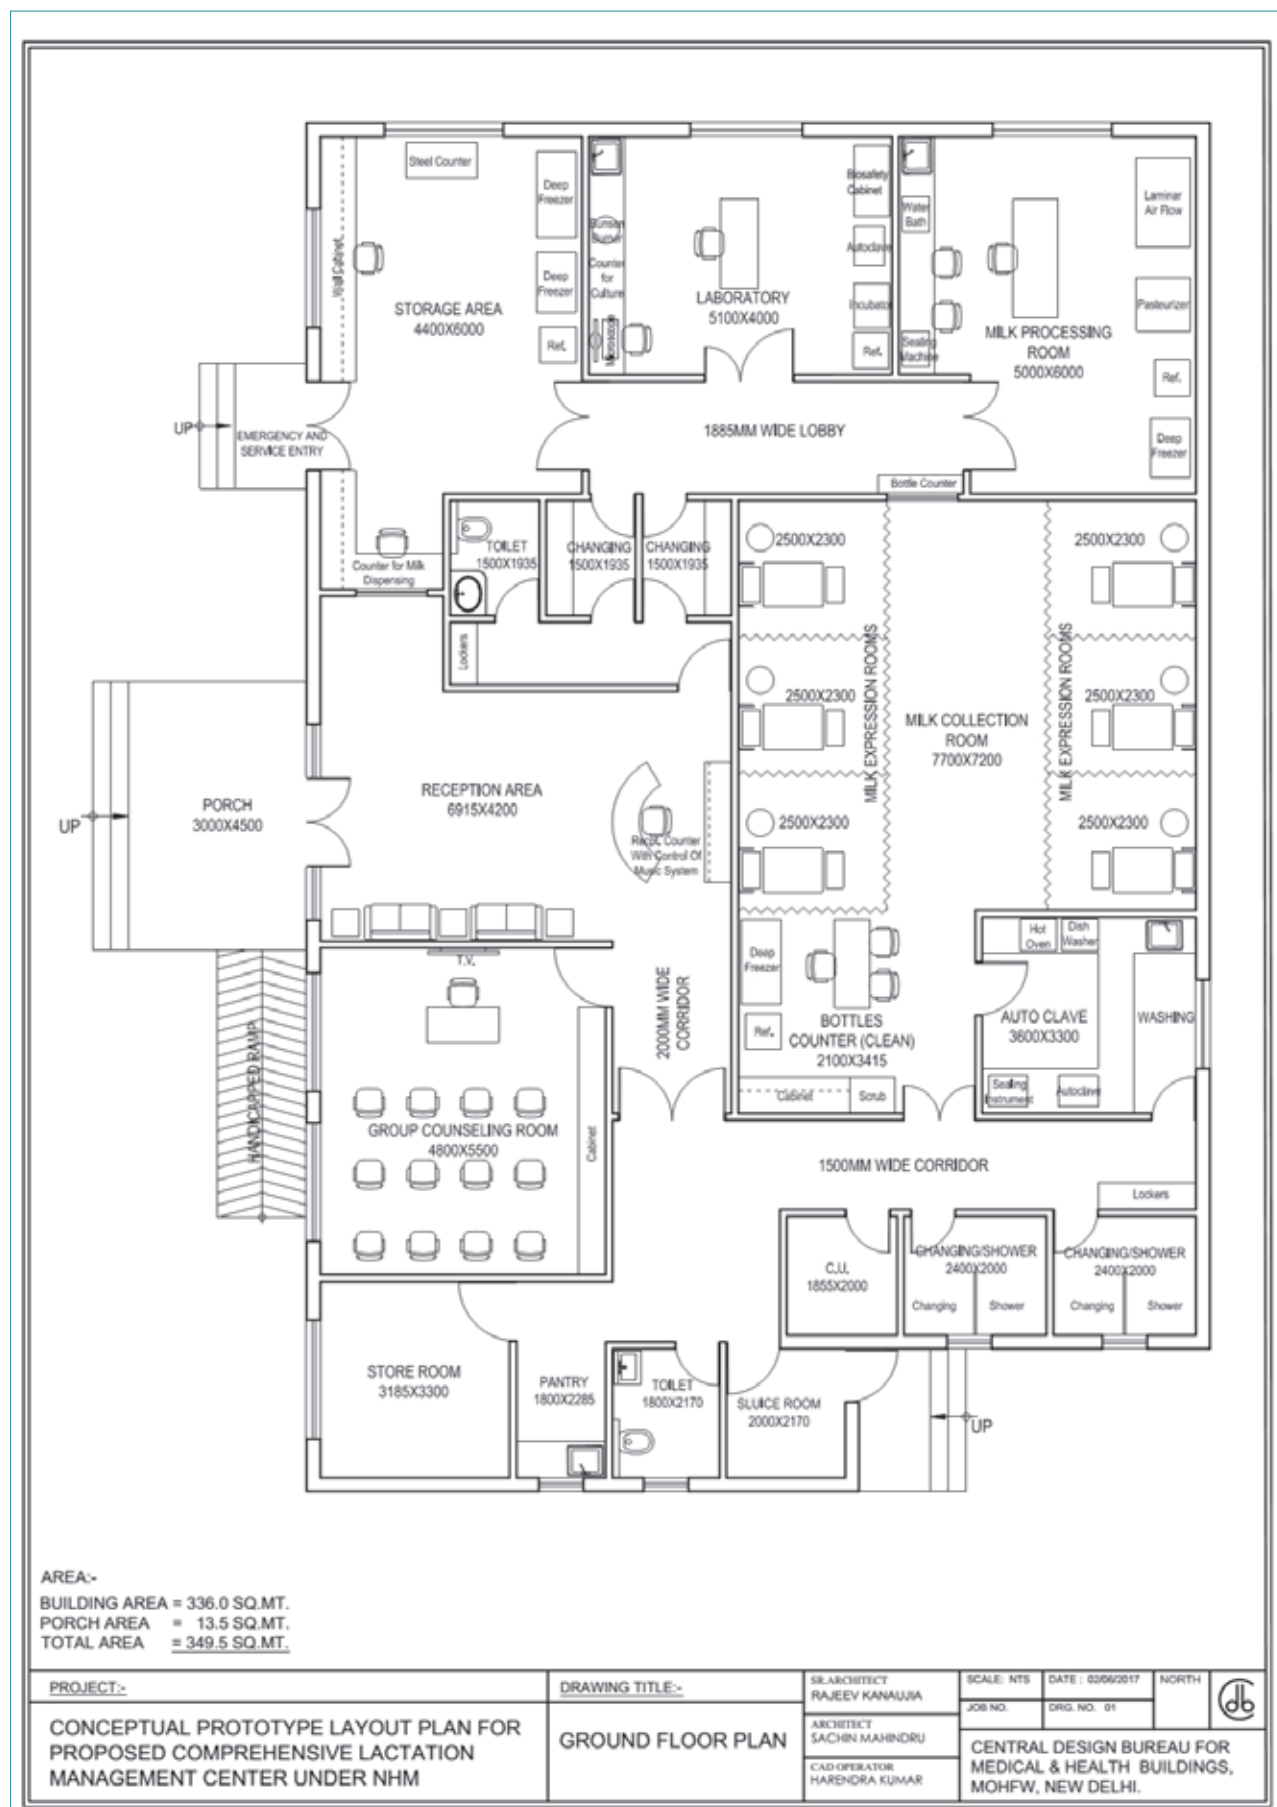 Steel Counter
Deep
Freezer
Wall Cabinet
Deep
Freezer
Ref.
STORAGE AREA
4400X6000
Bunsen
Burner
Counter
for
Culture
Microscope
LABORATORY
5100X4000
Biosafety
Cabinet
Autoclave
Incubator
Ref.
Water
Bath
Sealing
Machine
MILK PROCESSING
ROOM
5000X6000
Laminar
Air Flow
Pasteurizer
Ref.
Deep
Freezer
UP
EMERGENCY AND
SERVICE ENTRY
1885MM WIDE LOBBY
Bottle Counter
Counter for Milk
Dispensing
TOILET
1500X1935
CHANGING
1500X1935
CHANGING
1500X1935
Lockers
2500X2300
2500X2300
2500X2300
2500X2300
2500X2300
2500X2300
MILK EXPRESSION ROOMS
MILK EXPRESSION ROOMS
MILK COLLECTION
ROOM
7700X7200
UP
PORCH
3000X4500
RECEPTION AREA
6915X4200
Recpt. Counter
With Control Of
Music System
T.V.
2000MM WIDE
CORRIDOR
Deep
Freezer
Ref.
BOTTLES
COUNTER (CLEAN)
2100X3415
Cabinet
Scrub
Hot
Oven
Dish
Washer
AUTO CLAVE
3600X3300
WASHING
Sealing
Instrument
Autoclave
HANDICAPPED RAMP
GROUP COUNSELING ROOM
4800X5500
Cabinet
1500MM WIDE CORRIDOR
Lockers
C.U.
1855X2000
CHANGING/SHOWER
2400X2000
Changing
Shower
CHANGING/SHOWER
2400X2000
Changing
Shower
STORE ROOM
3185X3300
PANTRY
1800X2285
TOILET
1800X2170
SLUICE ROOM
2000X2170
UP
AREA:-
BUILDING AREA = 336.0 SQ.MT.
PORCH AREA = 13.5 SQ.MT.
TOTAL AREA = 349.5 SQ.MT.
PROJECT:-
CONCEPTUAL PROTOTYPE LAYOUT PLAN FOR
PROPOSED COMPREHENSIVE LACTATION
MANAGEMENT CENTER UNDER NHM
DRAWING TITLE:-
GROUND FLOOR PLAN
SR.ARCHITECT
RAJEEV KANAUJIA
ARCHITECT
SACHIN MAHINDRU
CAD OPERATOR
HARENDRA KUMAR
SCALE: NTS
DATE : 02/06/2017
NORTH
JOB NO.
DRG. NO. 01
CENTRAL DESIGN BUREAU FOR
MEDICAL & HEALTH BUILDINGS,
MOHFW, NEW DELHI.